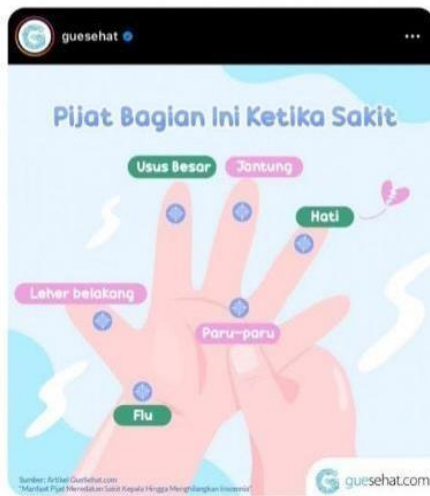 guesehat
Pijat Bagian Ini Ketika Sakit
Usus Besar
Jantung
Hati
Leher belakang
Paru-paru
Flu
Sumber: Artikel GueSehat.com
"Manfaat Pijat Meredakan Sakit Kepala Hingga Menghilangkan Insomnia"
guesehat.com